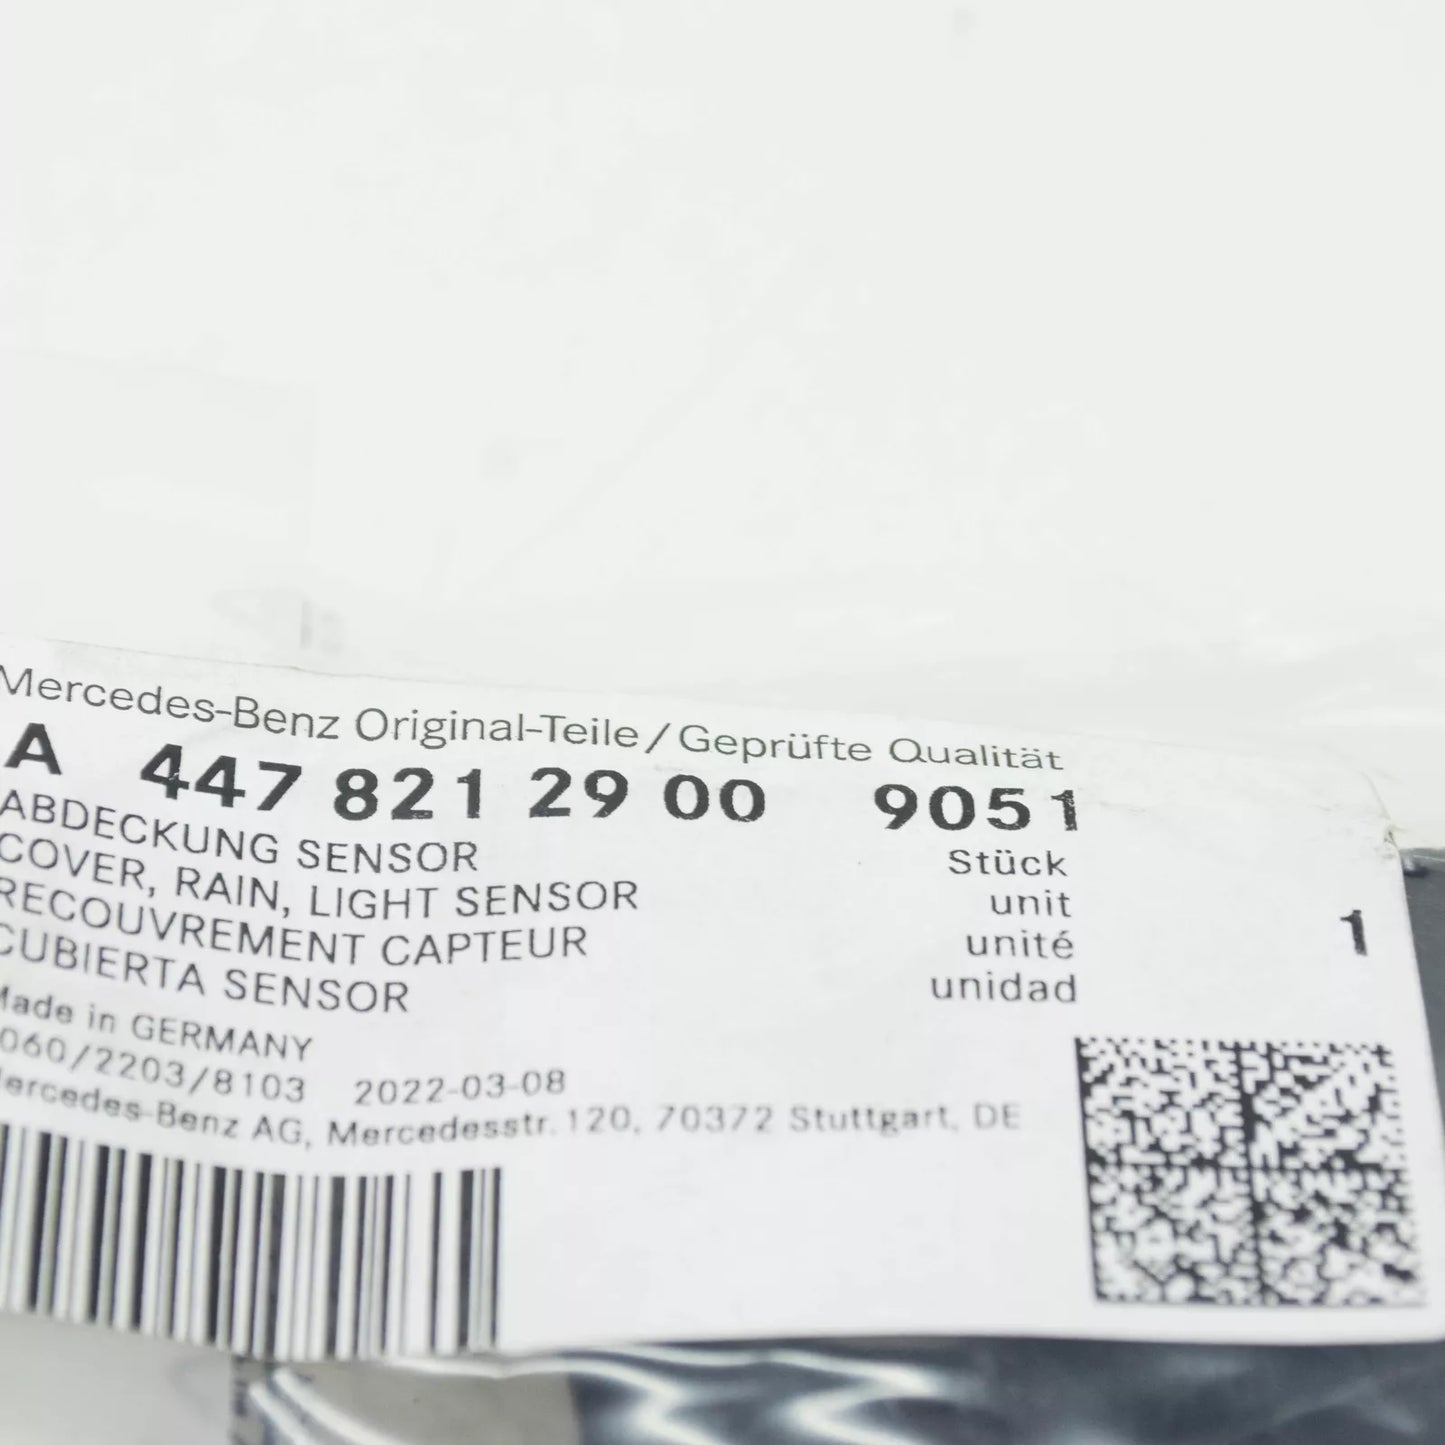 Mercedes-Benz Original-Teile/Geprüfte Qualität
A 447 821 29 00 9051
ABDECKUNG SENSOR
COVER, RAIN, LIGHT SENSOR
RECOUVREMENT CAPTEUR
CUBIERTA SENSOR
Stück
unit
unité
unidad
1
Made in GERMANY
060/2203/8103 2022-03-08
Mercedes-Benz AG, Mercedesstr. 120, 70372 Stuttgart, DE